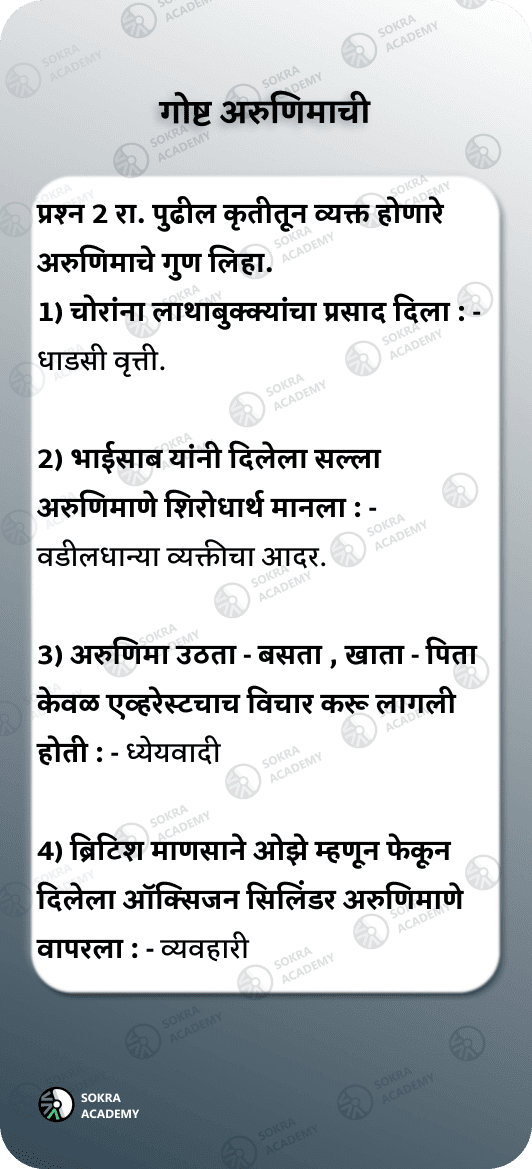 गोष्ट अरुणिमाची
प्रश्न 2 रा. पुढील कृतीतून व्यक्त होणारे
अरुणिमाचे गुण लिहा.
1) चोरांना लाथाबुक्क्यांचा प्रसाद दिला : -
धाडसी वृत्ती.
2) भाईसाब यांनी दिलेला सल्ला
अरुणिमाणे शिरोधार्थ मानला : -
वडीलधान्या व्यक्तीचा आदर.
3) अरुणिमा उठता - बसता , खाता - पिता
केवळ एव्हरेस्टचाच विचार करू लागली
होती : - ध्येयवादी
4) ब्रिटिश माणसाने ओझे म्हणून फेकून
दिलेला ऑक्सिजन सिलिंडर अरुणिमाणे
वापरला : - व्यवहारी
SOKRA
ACADEMY